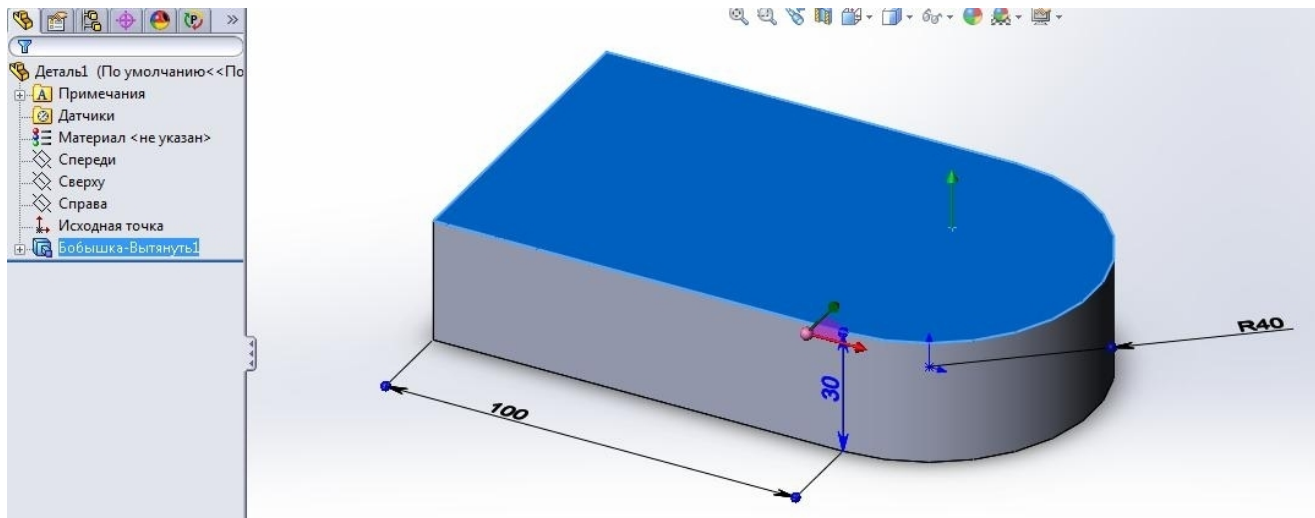 Деталь1 (По умолчанию<<По
Примечания
Датчики
Материал <не указан>
Спереди
Сверху
Справа
Исходная точка
Бобышка-Вытянуть1
R40
30
100